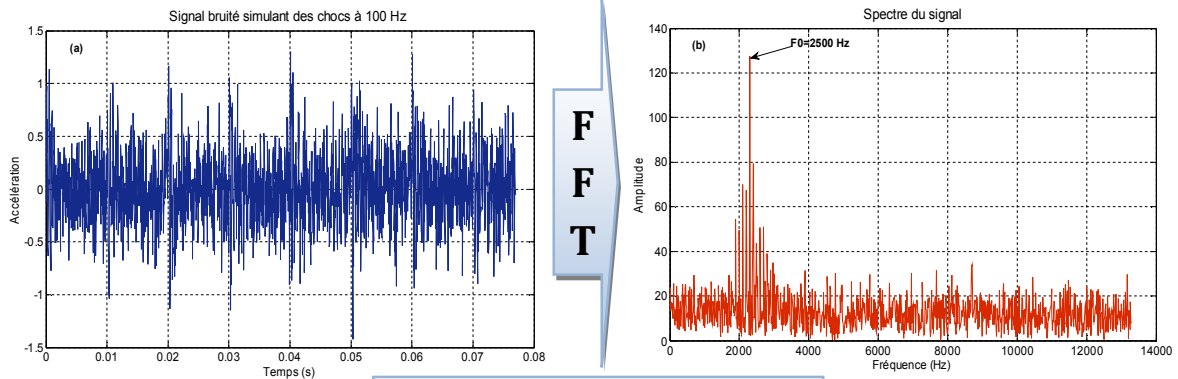 Signal bruité simulant des chocs à 100 Hz
(a)
Accélération
1.5
1
0.5
0
-0.5
-1
-1.5
0 0.01 0.02 0.03 0.04 0.05 0.06 0.07 0.08
Temps (s)
F
F
T
Spectre du signal
(b)
F0=2500 Hz
Amplitude
140
120
100
80
60
40
20
0
0 2000 4000 6000 8000 10000 12000 14000
Fréquence (Hz)